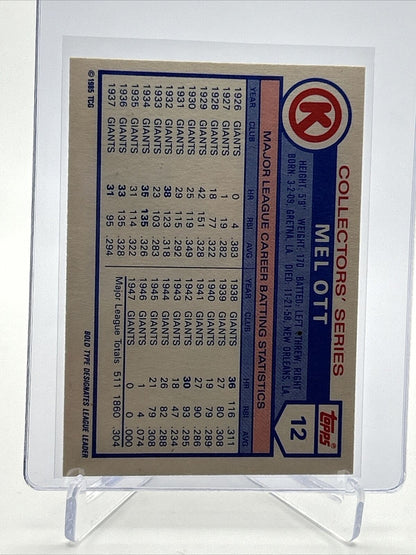 K
COLLECTORS' SERIES
MEL OTT
Topps
12
HEIGHT: 5'9" WEIGHT: 170 BATTED: LEFT THREW: RIGHT
BORN: 3-2-09, GRETNA, LA DIED: 11-21-58, NEW ORLEANS, LA
MAJOR LEAGUE CAREER BATTING STATISTICS
YEAR CLUB HR RBI AVG YEAR CLUB HR RBI AVG
1926 GIANTS 0 4 .383 1938 GIANTS 36 116 .311
1927 GIANTS 1 19 .282 1939 GIANTS 27 80 .308
1928 GIANTS 18 77 .322 1940 GIANTS 19 79 .289
1929 GIANTS 42 151 .328 1941 GIANTS 27 90 .286
1930 GIANTS 25 119 .349 1942 GIANTS 30 93 .295
1931 GIANTS 29 115 .292 1943 GIANTS 18 47 .234
1932 GIANTS 38 123 .318 1944 GIANTS 26 82 .288
1933 GIANTS 23 103 .283 1945 GIANTS 21 79 .308
1934 GIANTS 35 135 .326 1946 GIANTS 1 4 .074
1935 GIANTS 31 114 .322 1947 GIANTS 0 0 .000
1936 GIANTS 33 135 .328 Major League Totals 511 1860 .304
1937 GIANTS 31 95 .294
© 1985 TCG
BOLD TYPE DESIGNATES LEAGUE LEADER